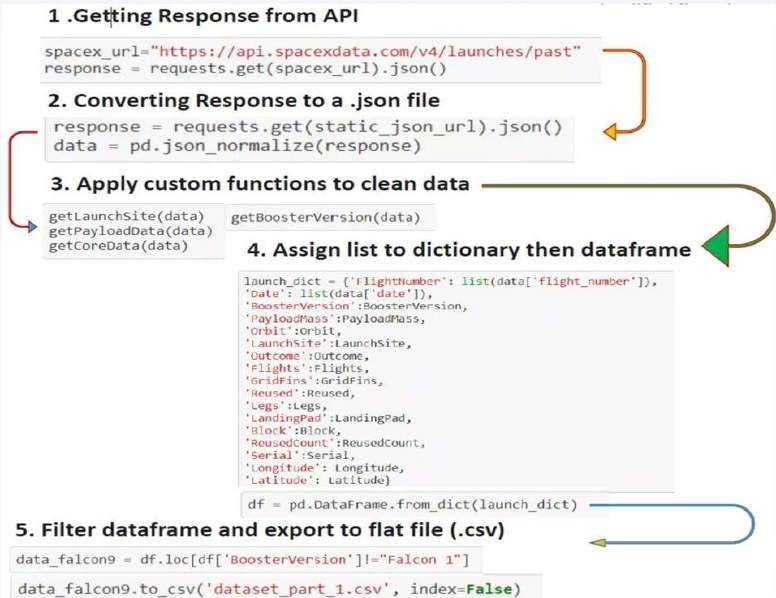 1 .Getting Response from API
spacex_url="https://api.spacexdata.com/v4/launches/past"
response = requests.get(spacex_url).json()
2. Converting Response to a .json file
response = requests.get(static_json_url).json()
data = pd.json_normalize(response)
3. Apply custom functions to clean data
getLaunchSite(data)
getPayloadData(data)
getCoreData(data)
getBoosterVersion(data)
4. Assign list to dictionary then dataframe
launch_dict = {'FlightNumber': list(data['flight_number']),
'Date': list(data['date']),
'BoosterVersion':BoosterVersion,
'PayloadMass':PayloadMass,
'Orbit':Orbit,
'LaunchSite':LaunchSite,
'Outcome':Outcome,
'Flights':Flights,
'GridFins':GridFins,
'Reused':Reused,
'Legs':Legs,
'LandingPad':LandingPad,
'Block':Block,
'ReusedCount':ReusedCount,
'Serial':Serial,
'Longitude': Longitude,
'Latitude': Latitude}
df = pd.DataFrame.from_dict(launch_dict)
5. Filter dataframe and export to flat file (.csv)
data_falcon9 = df.loc[df['BoosterVersion']!="Falcon 1"]
data_falcon9.to_csv('dataset_part_1.csv', index=False)